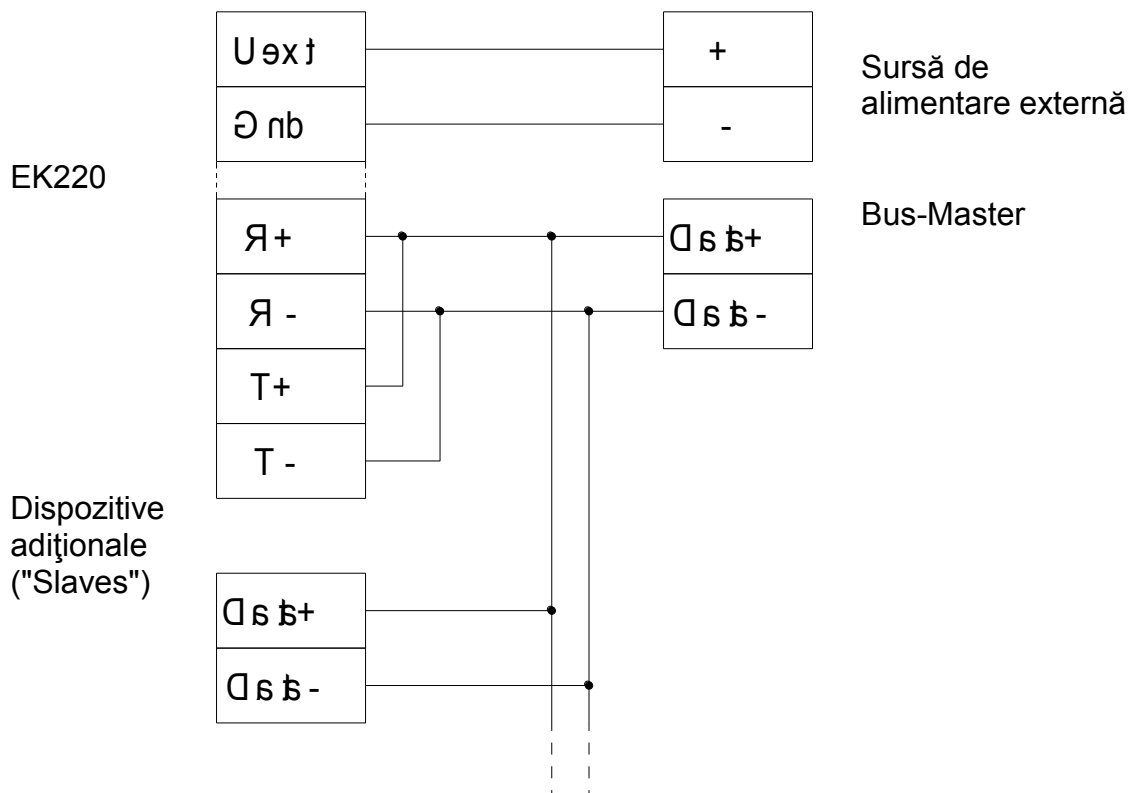 Uext
+
Sursă de
alimentare externă
Gnd
-
EK220
R+
Data+
Bus-Master
R -
Data -
T+
T -
Dispozitive
adiţionale
("Slaves")
Data+
Data -